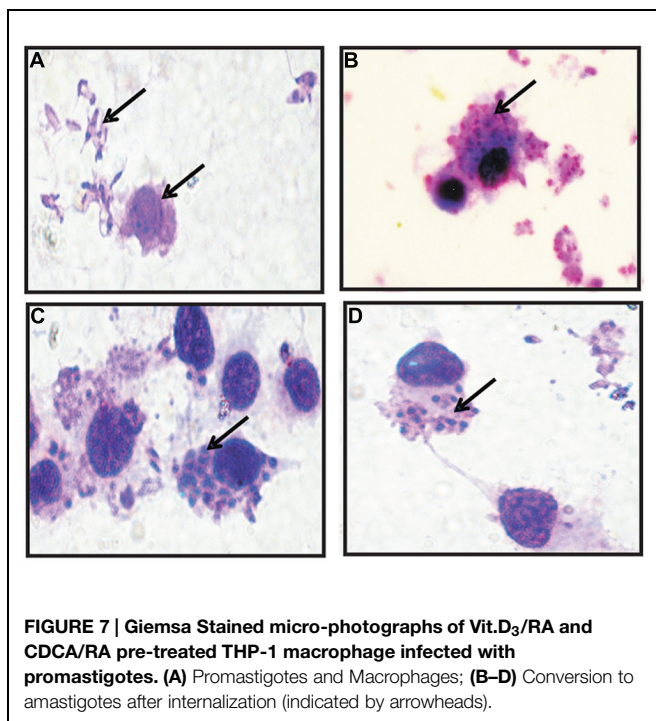 A
B
C
D
FIGURE 7 | Giemsa Stained micro-photographs of Vit.D₃/RA and
CDCA/RA pre-treated THP-1 macrophage infected with
promastigotes. (A) Promastigotes and Macrophages; (B–D) Conversion to
amastigotes after internalization (indicated by arrowheads).